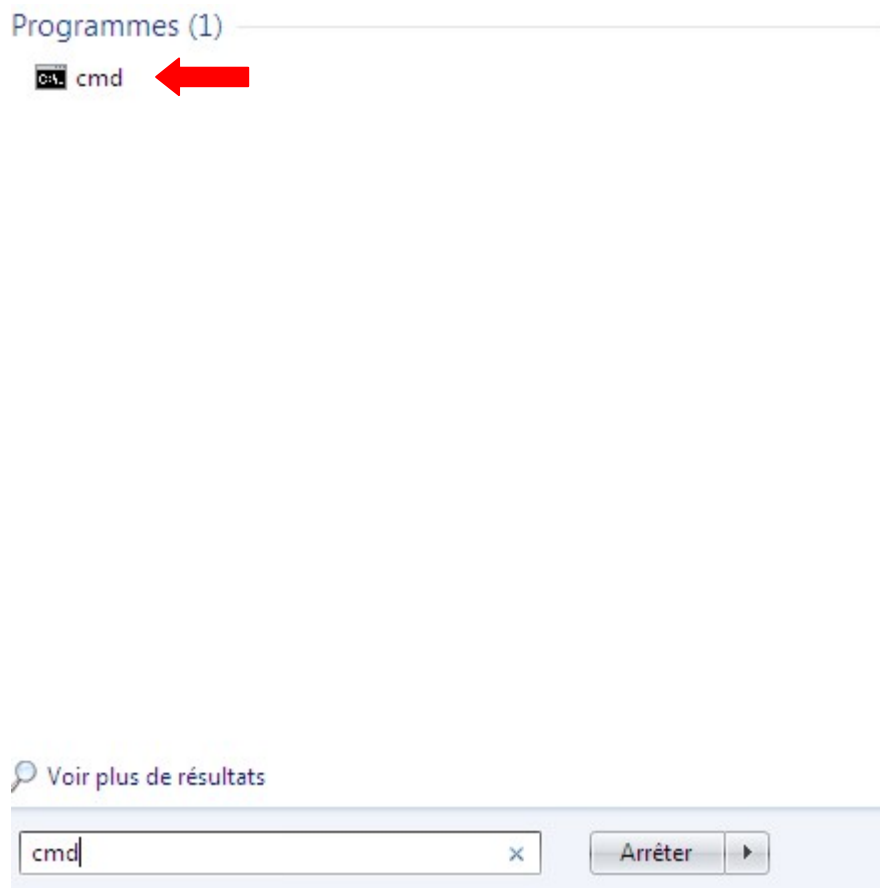 Programmes (1)
C:\. cmd
Voir plus de résultats
cmd
Arrêter